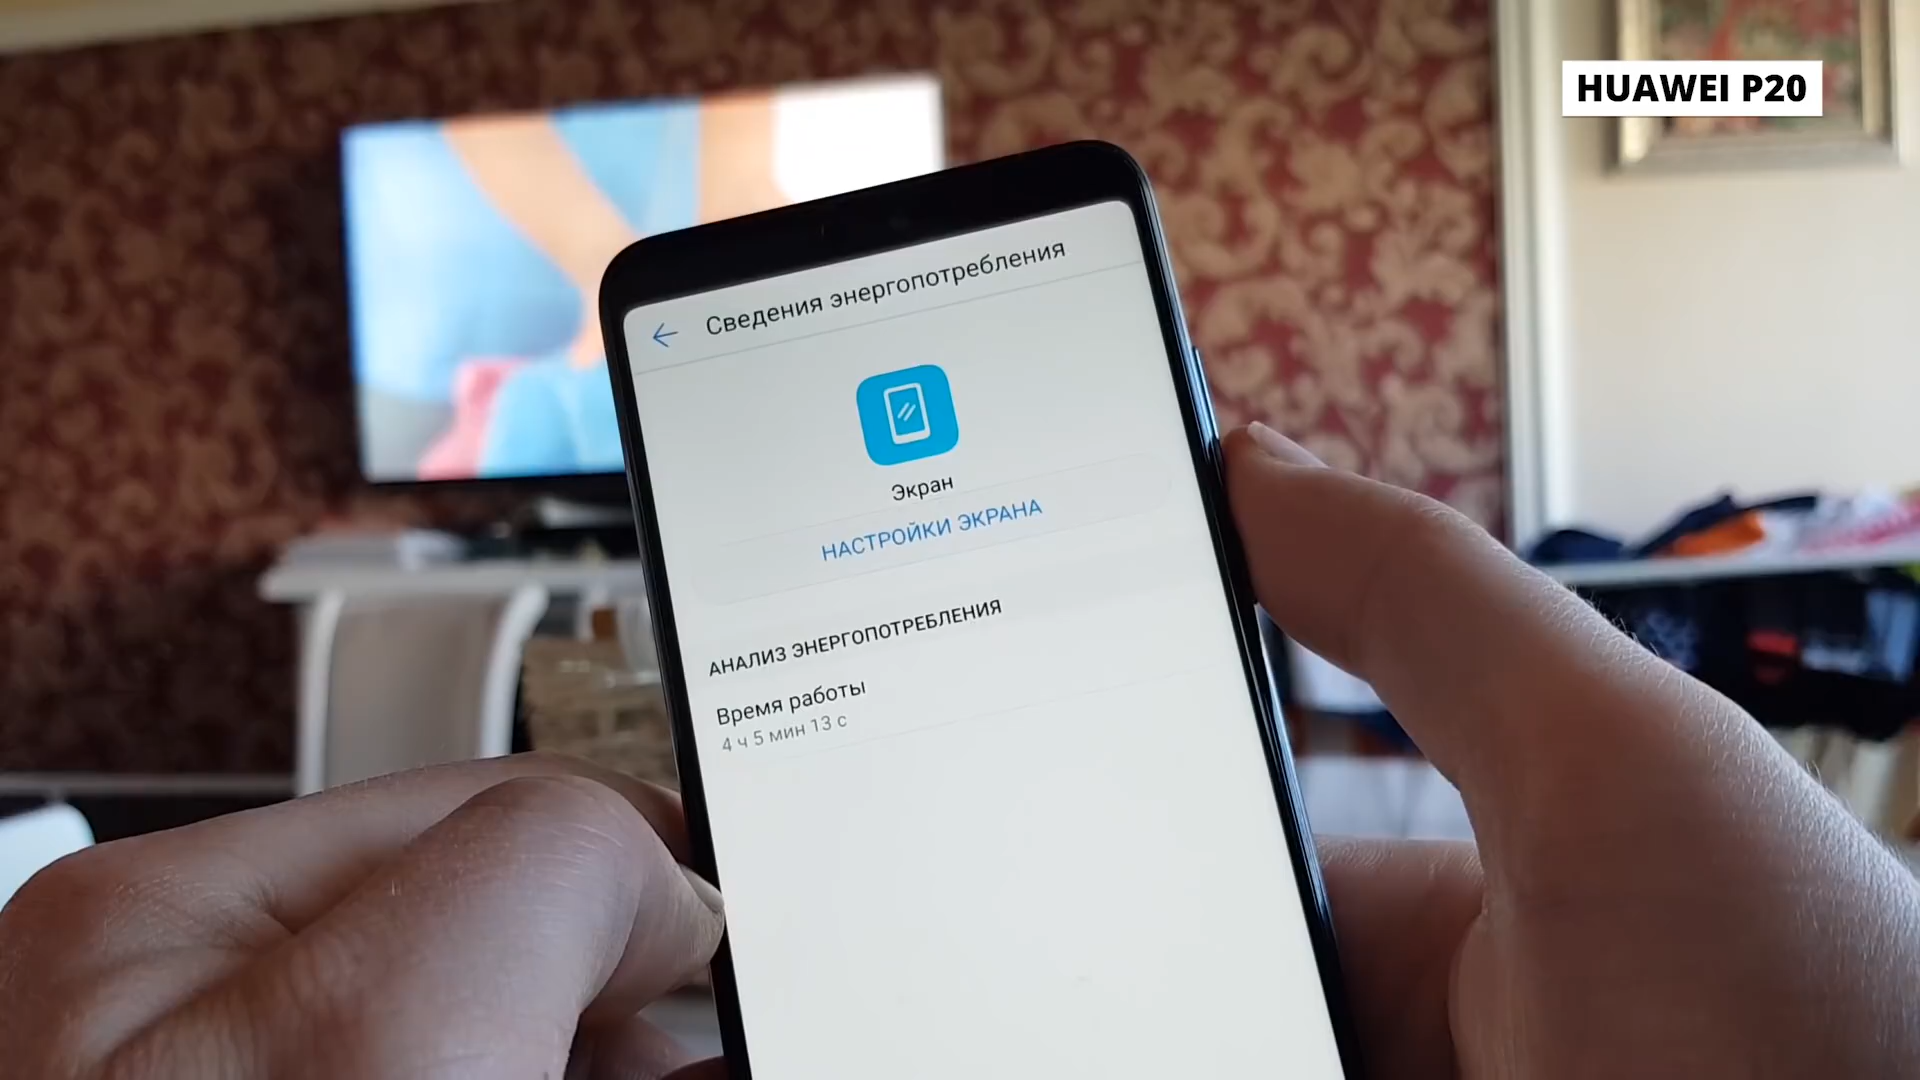 HUAWEI P20
Сведения энергопотребления
Экран
НАСТРОЙКИ ЭКРАНА
АНАЛИЗ ЭНЕРГОПОТРЕБЛЕНИЯ
Время работы
4 ч 5 мин 13 с